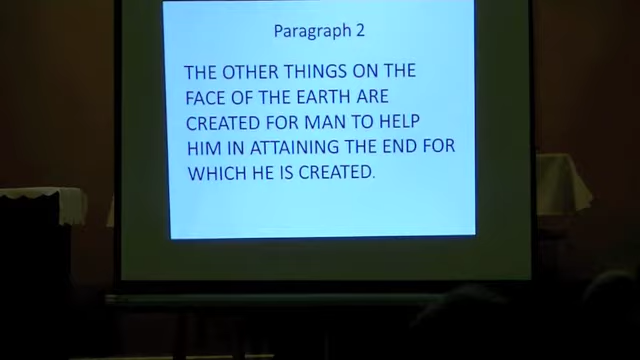 Paragraph 2
THE OTHER THINGS ON THE
FACE OF THE EARTH ARE
CREATED FOR MAN TO HELP
HIM IN ATTAINING THE END FOR
WHICH HE IS CREATED.